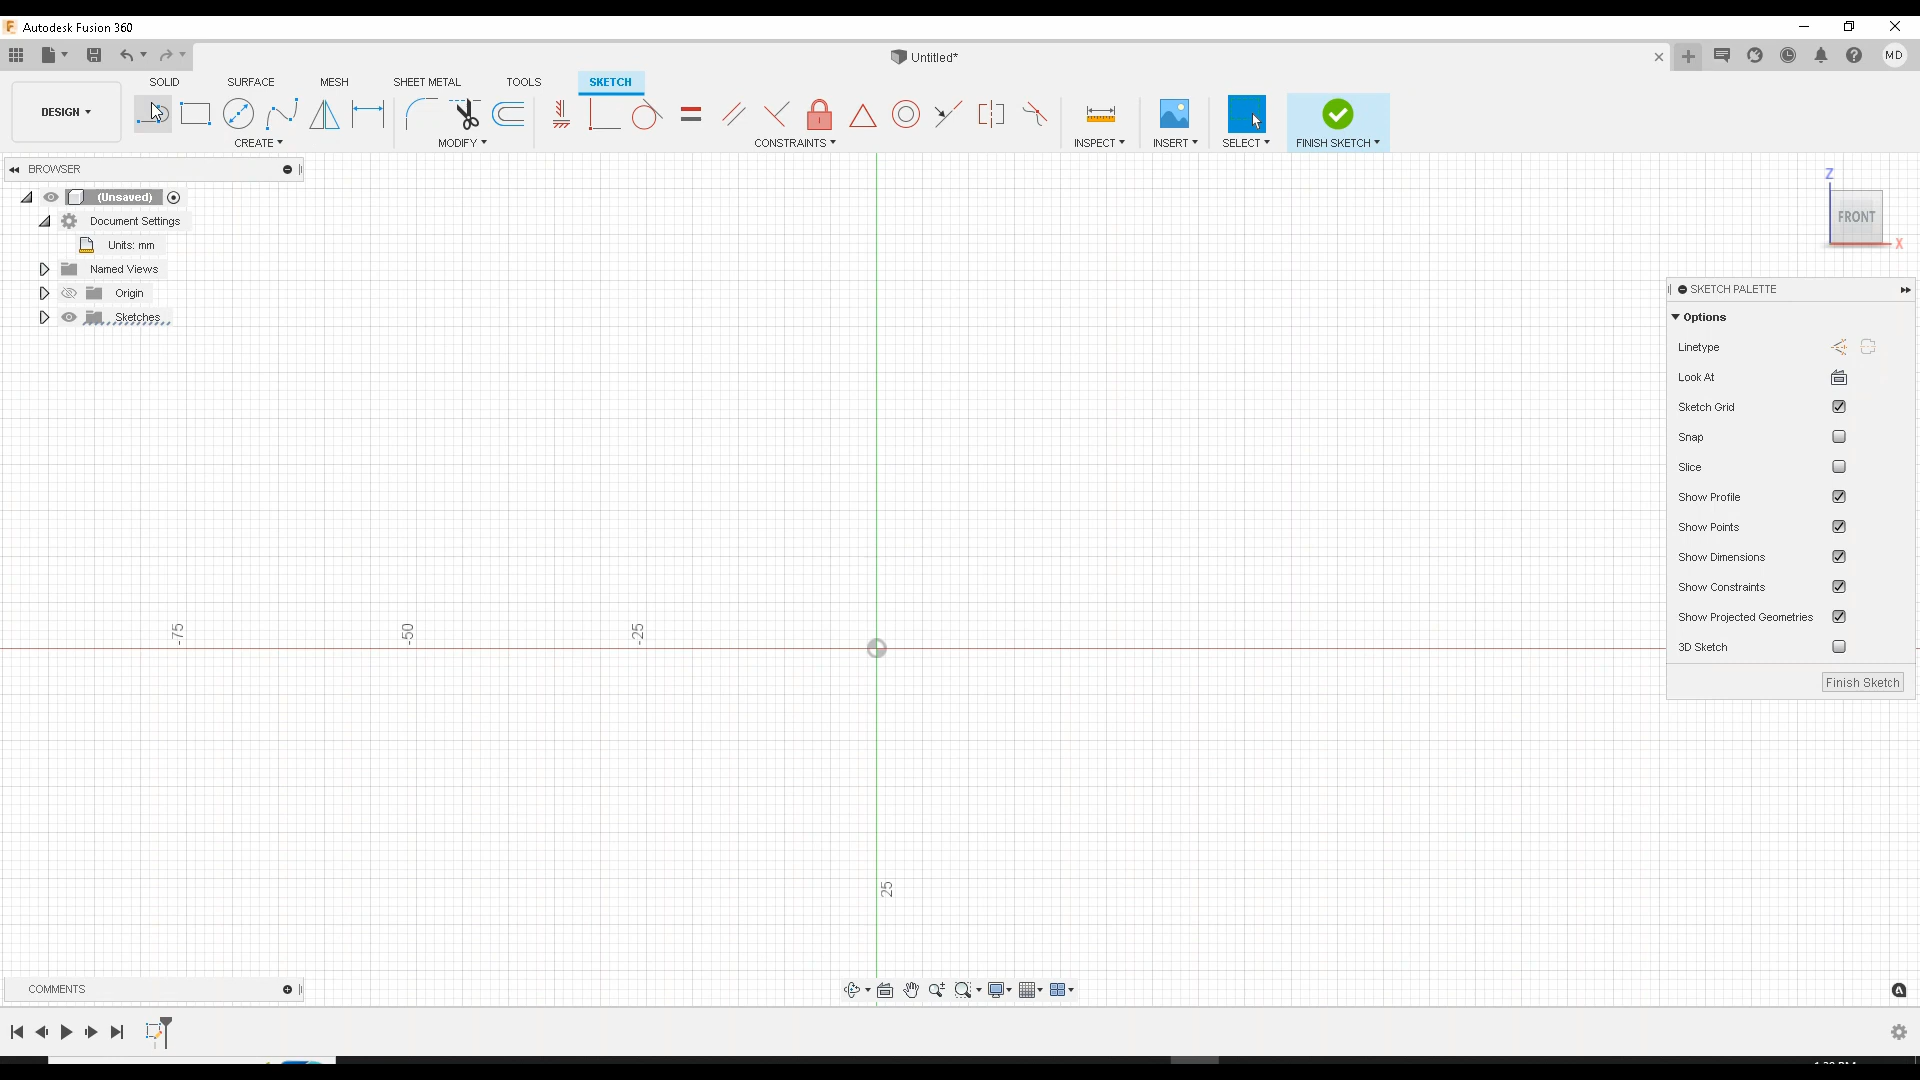 Autodesk Fusion 360
Untitled*
MD
SOLID SURFACE MESH SHEET METAL TOOLS SKETCH
DESIGN
CREATE MODIFY CONSTRAINTS INSPECT INSERT SELECT FINISH SKETCH
BROWSER
(Unsaved)
Document Settings
Units: mm
Named Views
Origin
Sketches
Z
FRONT
X
SKETCH PALETTE
Options
Linetype
Look At
Sketch Grid
Snap
Slice
Show Profile
Show Points
Show Dimensions
Show Constraints
Show Projected Geometries
3D Sketch
Finish Sketch
-75 -50 -25
25
COMMENTS